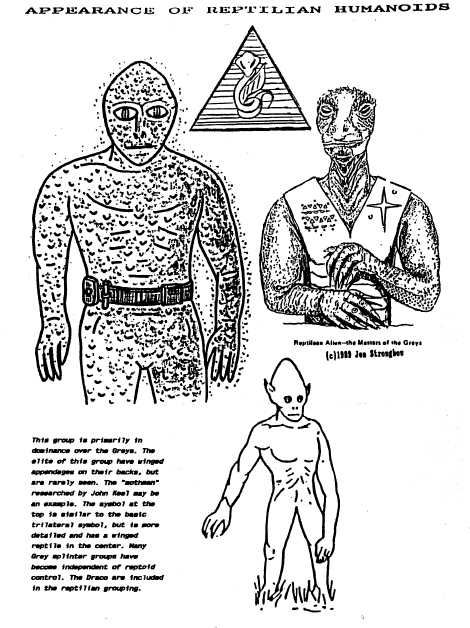 APPEARANCE OF REPTILIAN HUMANOIDS
Reptilean Alien—the Masters of the Greys
(c)1989 Jon Strongbow
This group is primarily in
dominance over the Greys. The
elite of this group have winged
appendages on their backs, but
are rarely seen. The "mothman"
researched by John Keel may be
an example. The symbol at the
top is similar to the basic
trilateral symbol, but is more
detailed and has a winged
reptile in the center. Many
Grey splinter groups have
become independent of reptoid
control. The Draco are included
in the reptilian grouping.